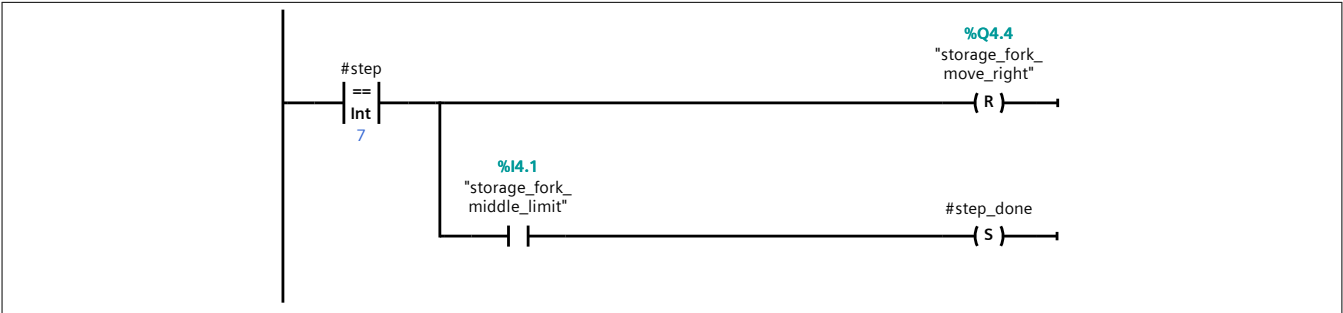 %Q4.4
"storage_fork_
move_right"
#step
==
Int
7
R
%I4.1
"storage_fork_
middle_limit"
#step_done
S